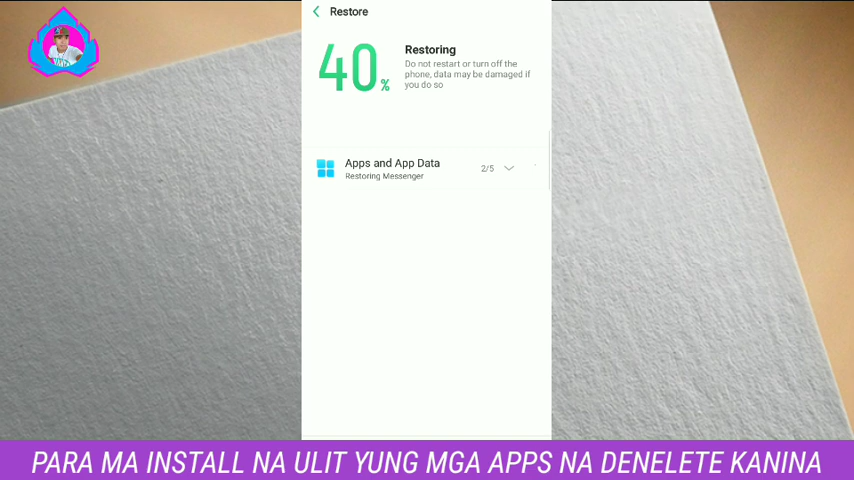 Restore
40%
Restoring
Do not restart or turn off the
phone, data may be damaged if
you do so
Apps and App Data
Restoring Messenger
2/5
PARA MA INSTALL NA ULIT YUNG MGA APPS NA DENELETE KANINA